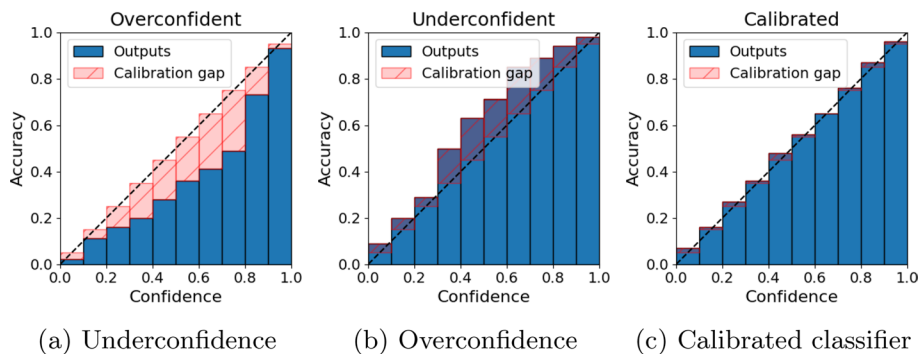 Overconfident
Outputs
Calibration gap
Accuracy
1.0
0.8
0.6
0.4
0.2
0.0
0.0 0.2 0.4 0.6 0.8 1.0
Confidence
(a) Underconfidence
Underconfident
Outputs
Calibration gap
Accuracy
1.0
0.8
0.6
0.4
0.2
0.0
0.0 0.2 0.4 0.6 0.8 1.0
Confidence
(b) Overconfidence
Calibrated
Outputs
Calibration gap
Accuracy
1.0
0.8
0.6
0.4
0.2
0.0
0.0 0.2 0.4 0.6 0.8 1.0
Confidence
(c) Calibrated classifier